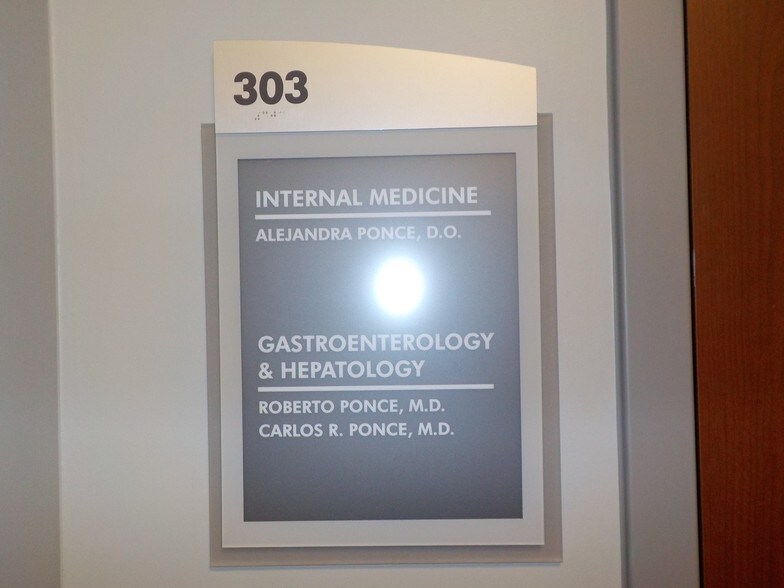 303
INTERNAL MEDICINE
ALEJANDRA PONCE, D.O.
GASTROENTEROLOGY
& HEPATOLOGY
ROBERTO PONCE, M.D.
CARLOS R. PONCE, M.D.